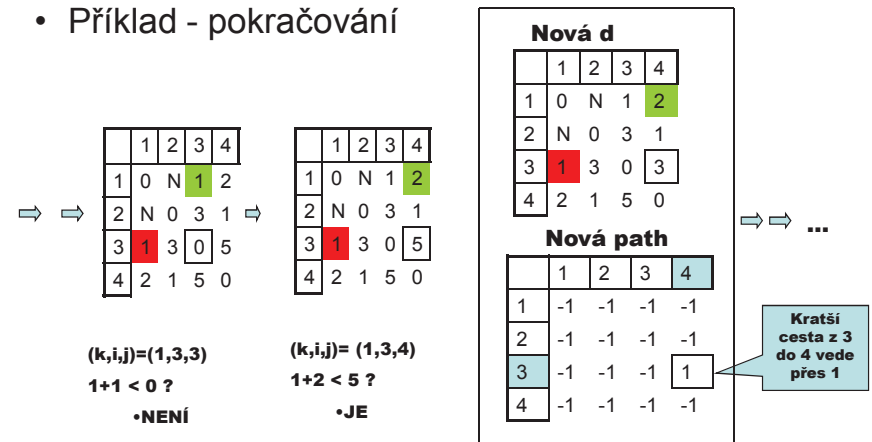 • Příklad - pokračování
1 2 3 4
1 0 N 1 2
2 N 0 3 1
3 1 3 0 5
4 2 1 5 0
(k,i,j)=(1,3,3)
1+1 < 0 ?
•NENÍ
1 2 3 4
1 0 N 1 2
2 N 0 3 1
3 1 3 0 5
4 2 1 5 0
(k,i,j)= (1,3,4)
1+2 < 5 ?
•JE
Nová d
1 2 3 4
1 0 N 1 2
2 N 0 3 1
3 1 3 0 3
4 2 1 5 0
Nová path
1 2 3 4
1 -1 -1 -1 -1
2 -1 -1 -1 -1
3 -1 -1 -1 1
4 -1 -1 -1 -1
...
Kratší
cesta z 3
do 4 vede
přes 1